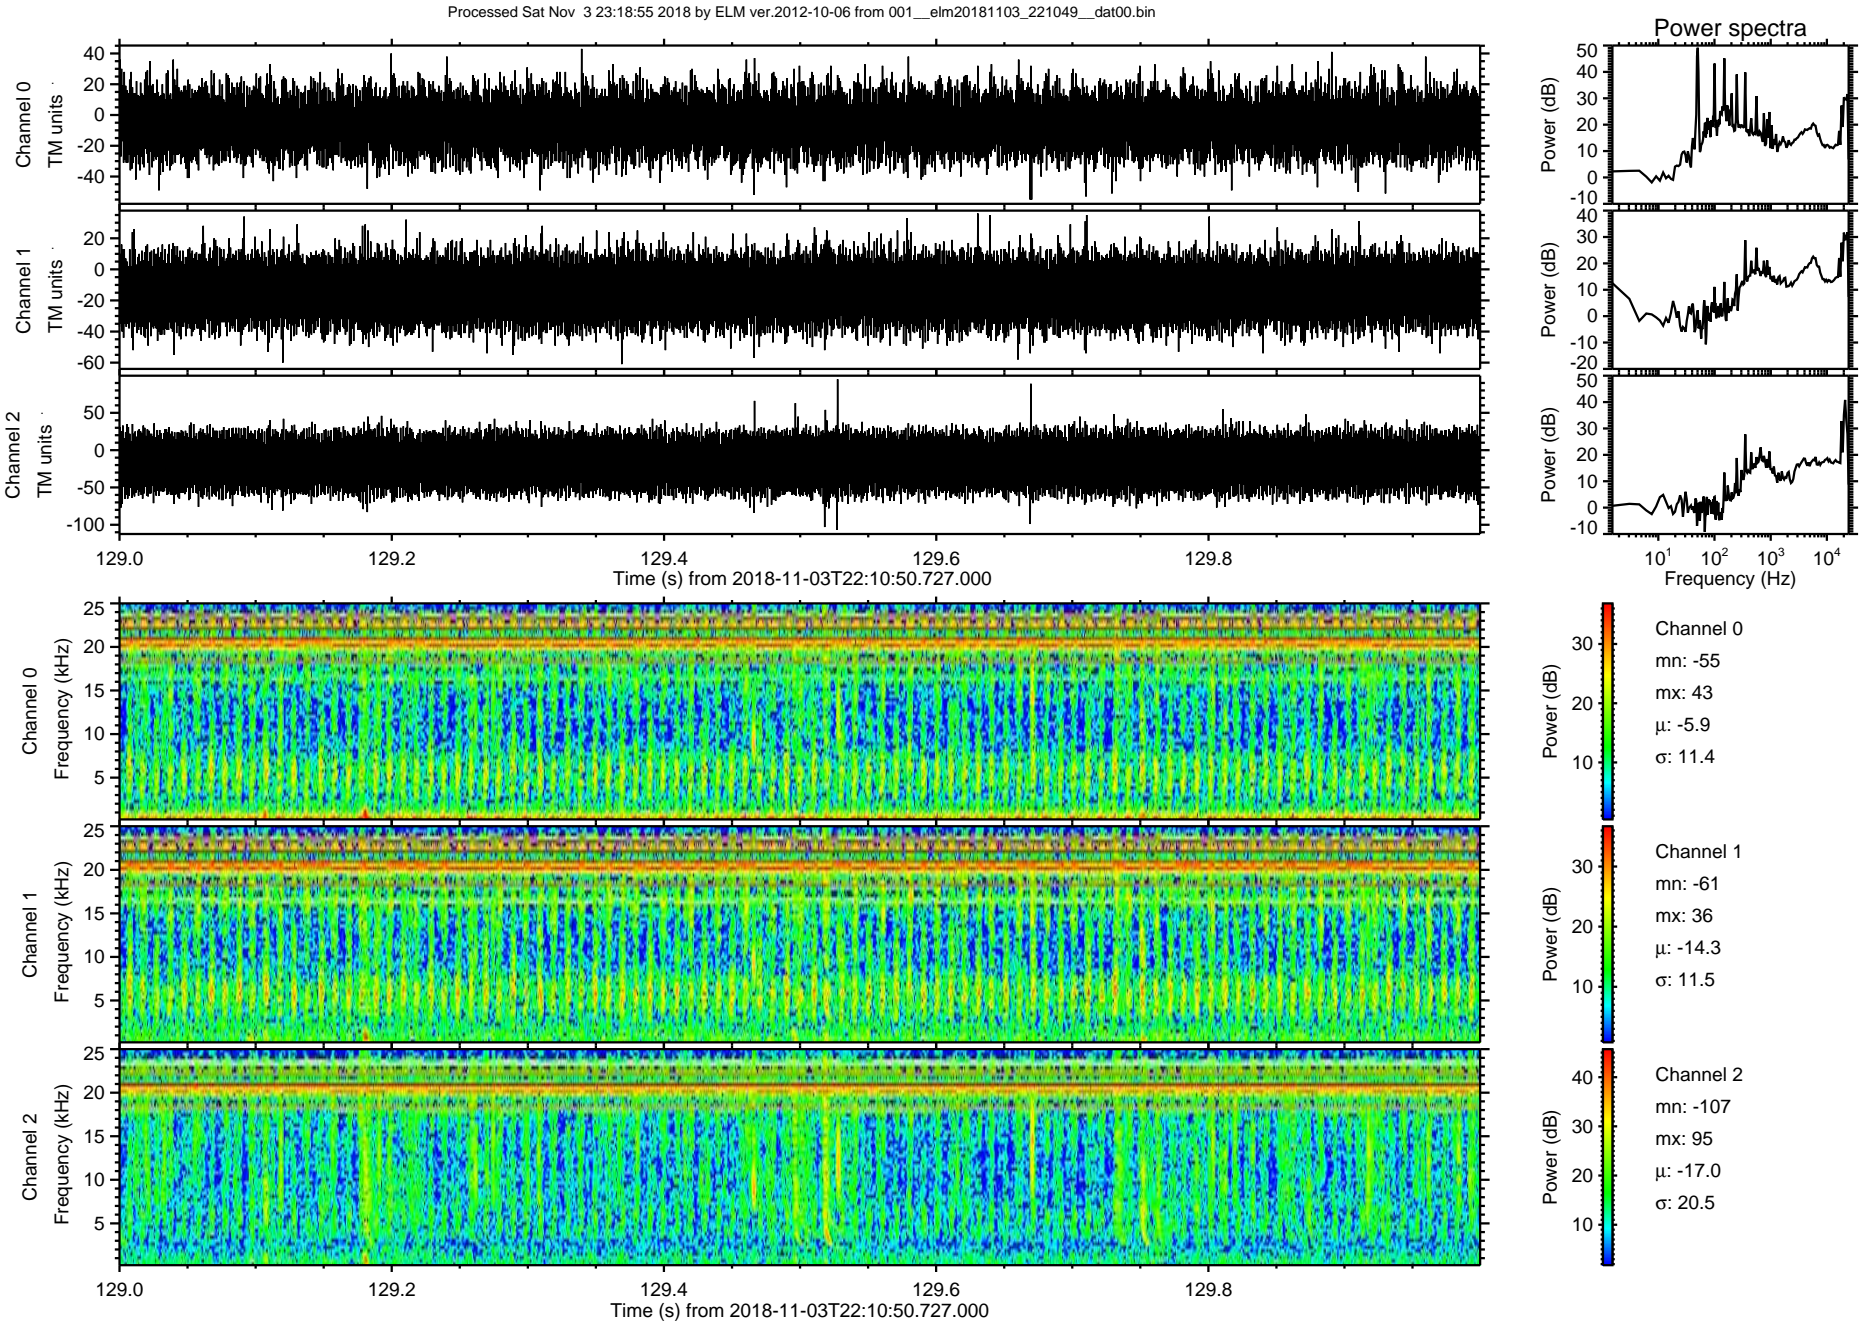 Processed Sat Nov  3 23:18:55 2018 by ELM ver.2012-10-06 from 001__elm20181103_221049__dat00.bin
Power spectra
Channel 0
TM units
40
20
0
-20
-40
Power (dB)
50
40
30
20
10
0
-10
Channel 1
TM units
20
0
-20
-40
-60
Power (dB)
40
30
20
10
0
-10
-20
Channel 2
TM units
50
0
-50
-100
Power (dB)
50
40
30
20
10
0
-10
129.0 129.2 129.4 129.6 129.8
Time (s) from 2018-11-03T22:10:50.727.000
10^1 10^2 10^3 10^4
Frequency (Hz)
Channel 0
Frequency (kHz)
25
20
15
10
5
Power (dB)
30
20
10
Channel 0
mn: -55
mx: 43
μ: -5.9
σ: 11.4
Channel 1
Frequency (kHz)
25
20
15
10
5
Power (dB)
30
20
10
Channel 1
mn: -61
mx: 36
μ: -14.3
σ: 11.5
Channel 2
Frequency (kHz)
25
20
15
10
5
Power (dB)
40
30
20
10
Channel 2
mn: -107
mx: 95
μ: -17.0
σ: 20.5
129.0 129.2 129.4 129.6 129.8
Time (s) from 2018-11-03T22:10:50.727.000